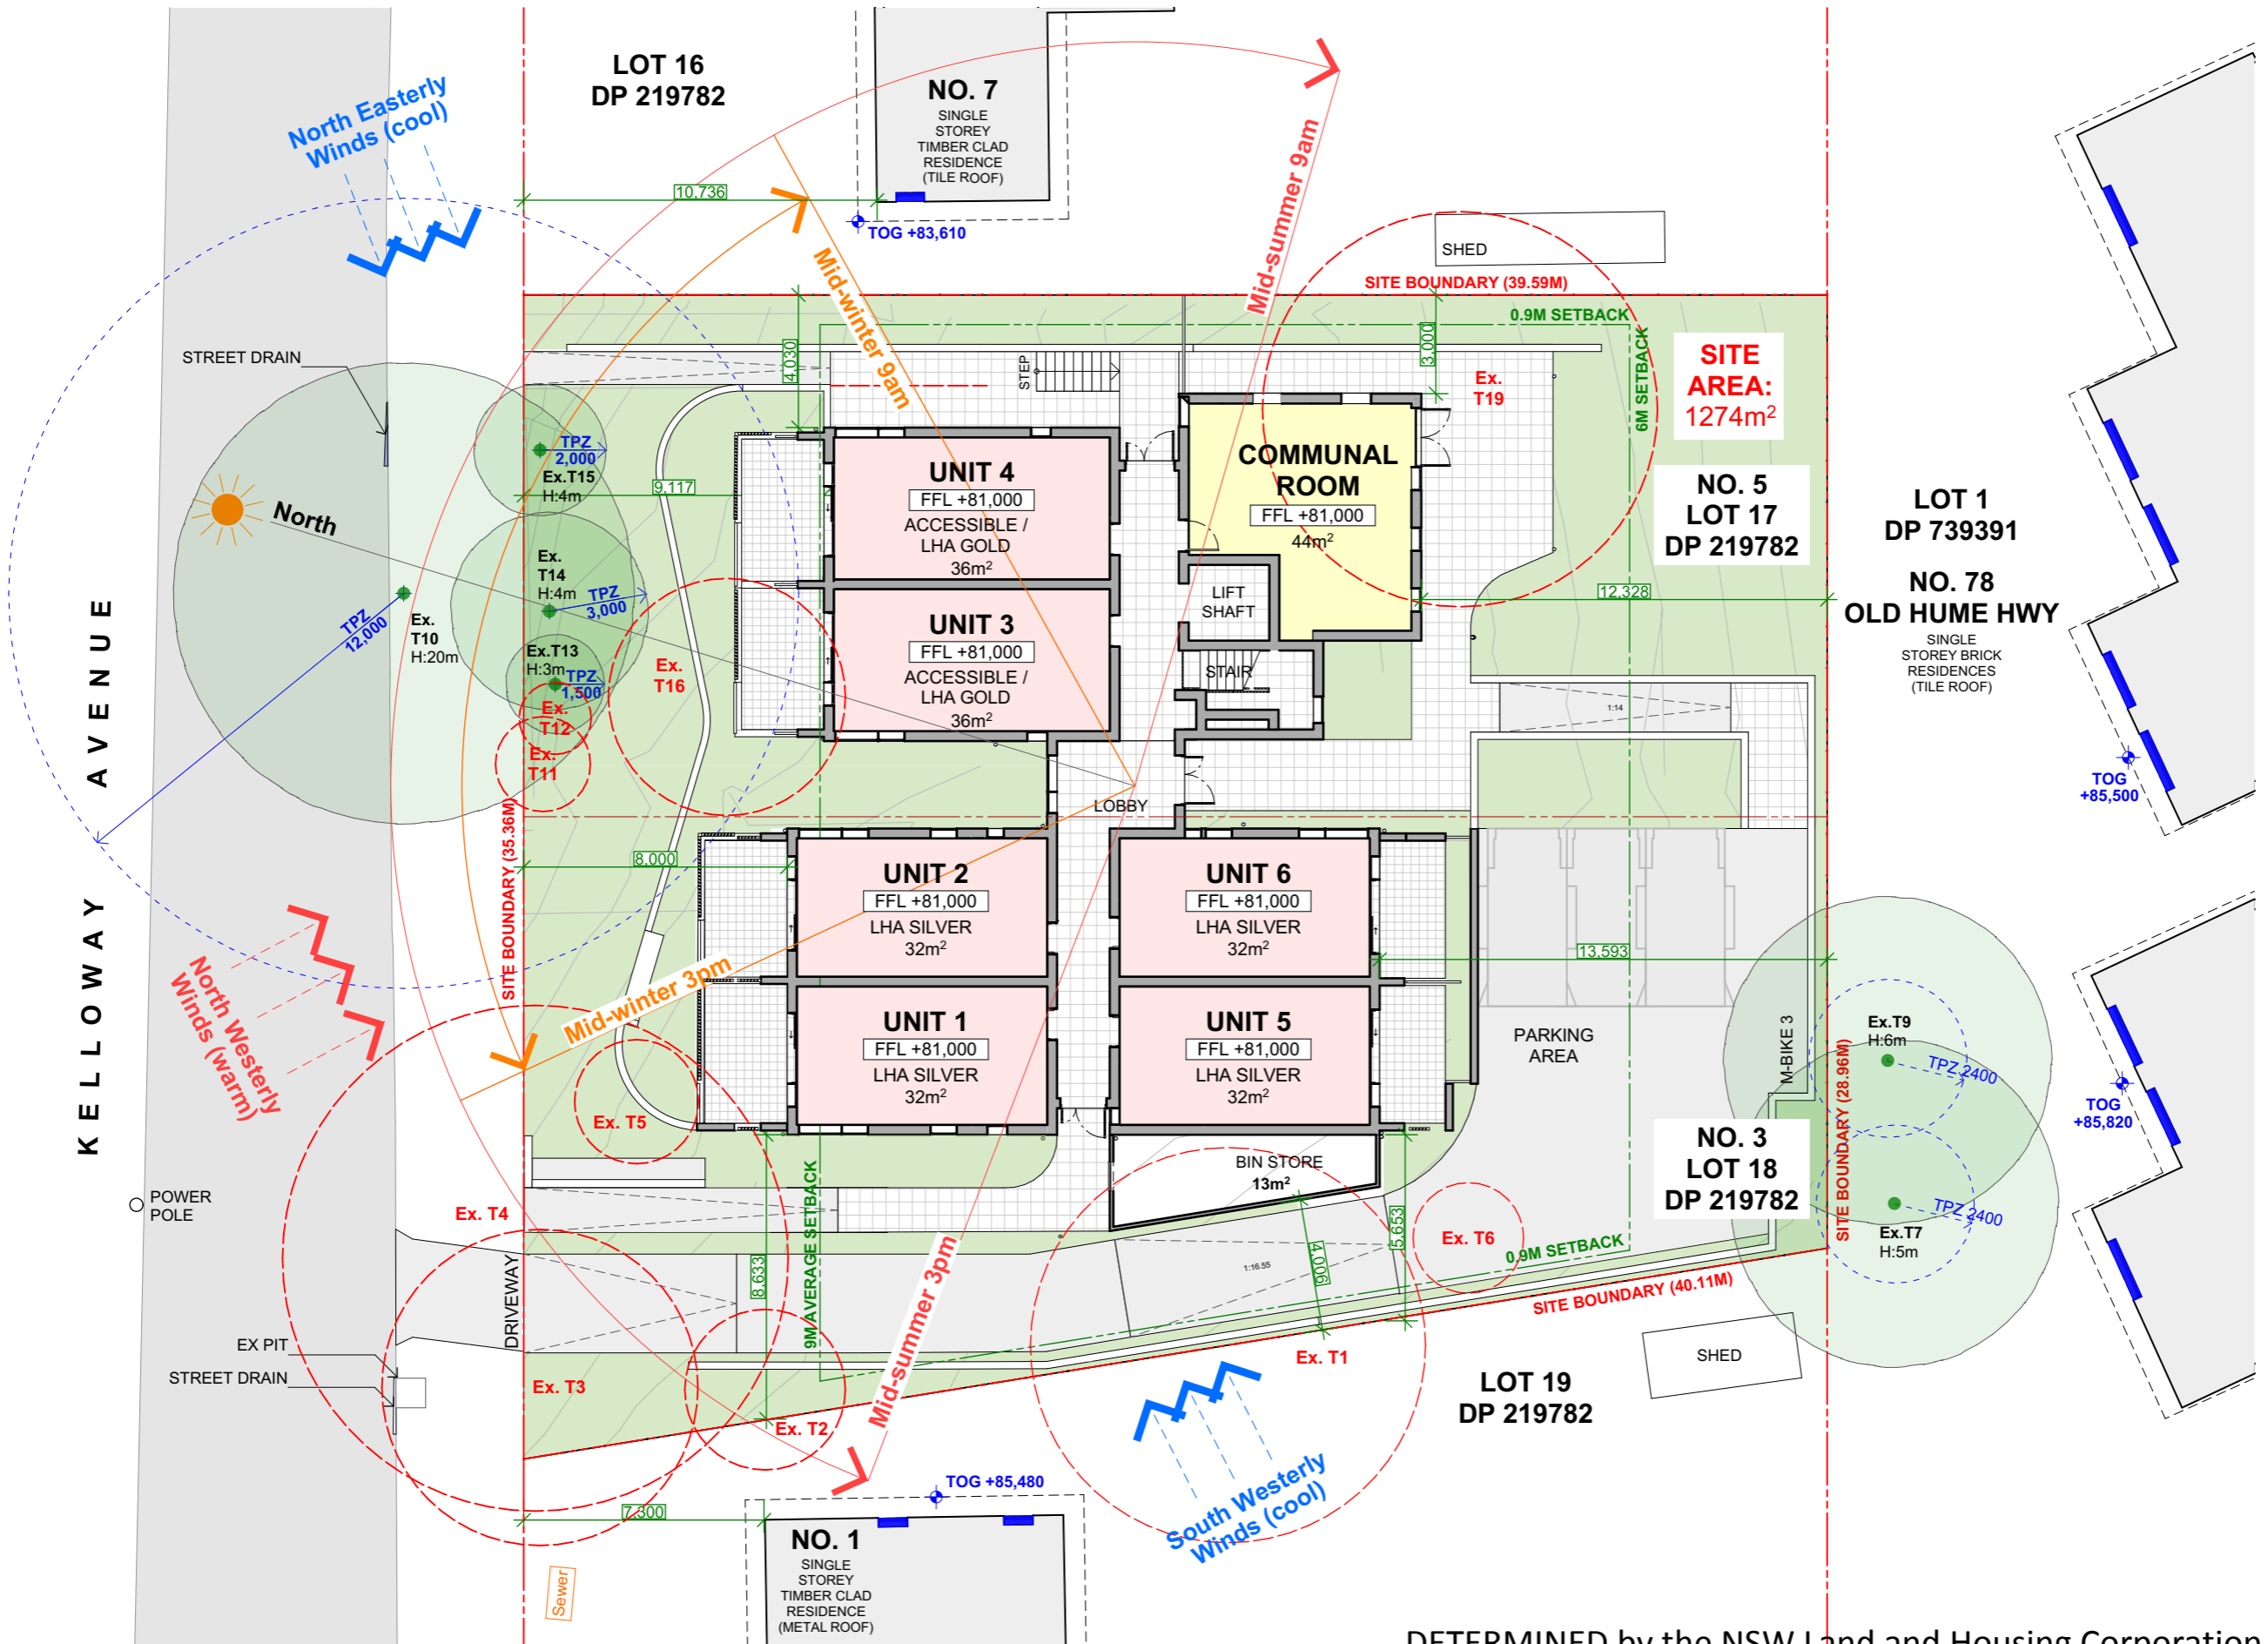 LOT 16
DP 219782
NO. 7
SINGLE
STOREY
TIMBER CLAD
RESIDENCE
(TILE ROOF)
North Easterly
Winds (cool)
Mid-summer 9am
10,736
TOG +83,610
SHED
SITE BOUNDARY (39.59M)
0.9M SETBACK
6M SETBACK
Mid-winter 9am
STREET DRAIN
4,030
STEP
3,000
Ex.
T19
SITE
AREA:
1274m²
TPZ
2,000
Ex.T15
H:4m
9,117
North
UNIT 4
FFL +81,000
ACCESSIBLE /
LHA GOLD
36m²
COMMUNAL
ROOM
FFL +81,000
44m²
NO. 5
LOT 17
DP 219782
LOT 1
DP 739391
NO. 78
OLD HUME HWY
SINGLE
STOREY BRICK
RESIDENCES
(TILE ROOF)
Ex.
T14
H:4m
TPZ
3,000
TPZ
12,000
Ex.
T10
H:20m
UNIT 3
FFL +81,000
ACCESSIBLE /
LHA GOLD
36m²
LIFT
SHAFT
12,328
Ex.T13
H:3m
TPZ
1,500
Ex.
T16
STAIR
Ex.
T12
Ex.
T11
1:14
TOG
+85,500
KELLOWAY AVENUE
SITE BOUNDARY (35.36M)
LOBBY
8,000
UNIT 2
FFL +81,000
LHA SILVER
32m²
UNIT 6
FFL +81,000
LHA SILVER
32m²
13,593
North Westerly
Winds (warm)
Mid-winter 3pm
UNIT 1
FFL +81,000
LHA SILVER
32m²
UNIT 5
FFL +81,000
LHA SILVER
32m²
PARKING
AREA
M-BIKE 3
Ex.T9
H:6m
TPZ 2400
SITE BOUNDARY (28.96M)
TOG
+85,820
Ex. T5
NO. 3
LOT 18
DP 219782
BIN STORE
13m²
POWER
POLE
Ex. T4
9M AVERAGE SETBACK
5,653
Ex. T6
TPZ 2400
Ex.T7
H:5m
DRIVEWAY
8,633
Mid-summer 3pm
1:16.55
4,006
0.9M SETBACK
SITE BOUNDARY (40.11M)
EX PIT
STREET DRAIN
Ex. T3
Ex. T2
Ex. T1
SHED
LOT 19
DP 219782
South Westerly
Winds (cool)
TOG +85,480
7,300
NO. 1
SINGLE
STOREY
TIMBER CLAD
RESIDENCE
(METAL ROOF)
Sewer
DETERMINED by the NSW Land and Housing Corporation